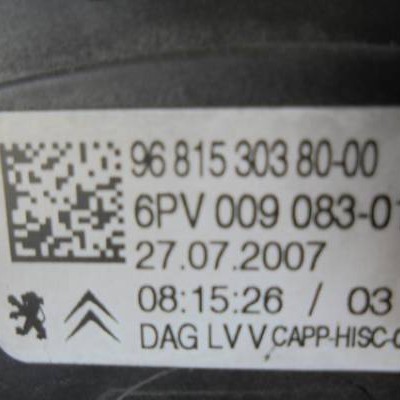 96 815 303 80-00
6PV 009 083-01
27.07.2007
08:15:26 / 03
DAG LV V CAPP-HISC-